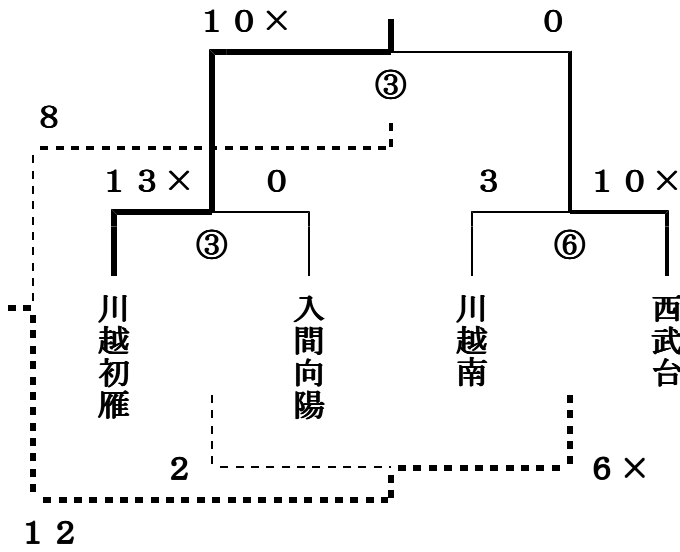 １０× ０
③
８
１３× ０ ３ １０×
③ ⑥
川越初雁
入間向陽
川越南
西武台
２ ６×
１２